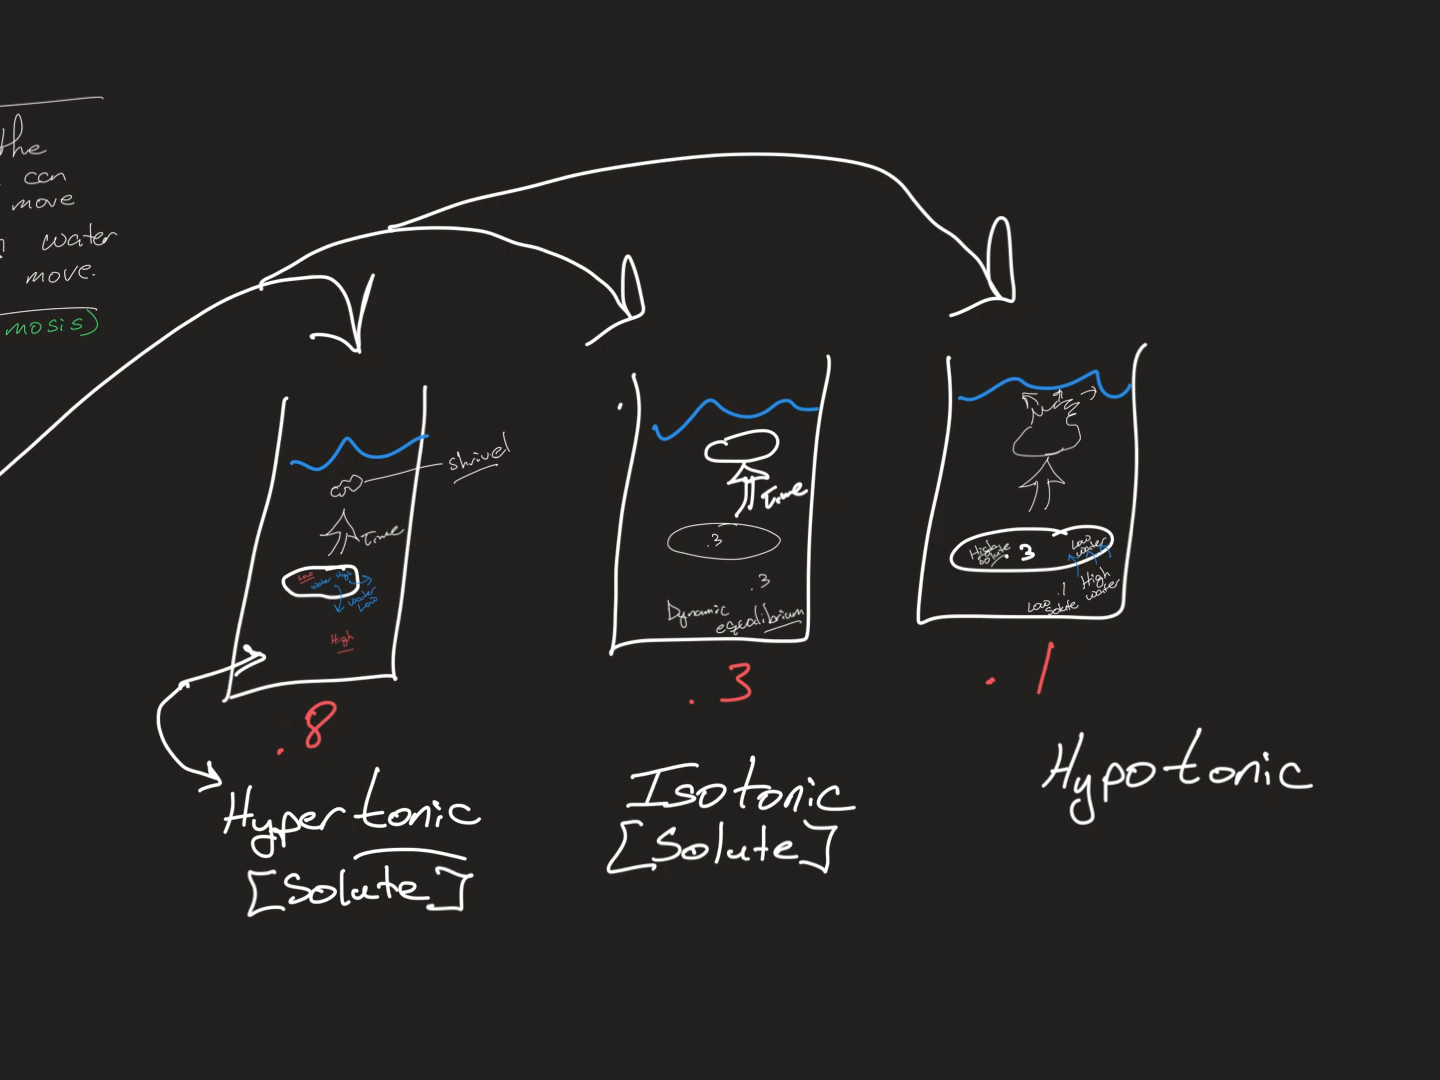 the
can
move
water
move.
mosis)
shrivel
Time
Low
water High
water
Low
High
.8
Hypertonic
[Solute]
Time
.3
.3
Dynamic
equalibrium
.3
Isotonic
[Solute]
High
solute
.3
Low
water
.1
High
water
Low
Solute
.1
Hypotonic